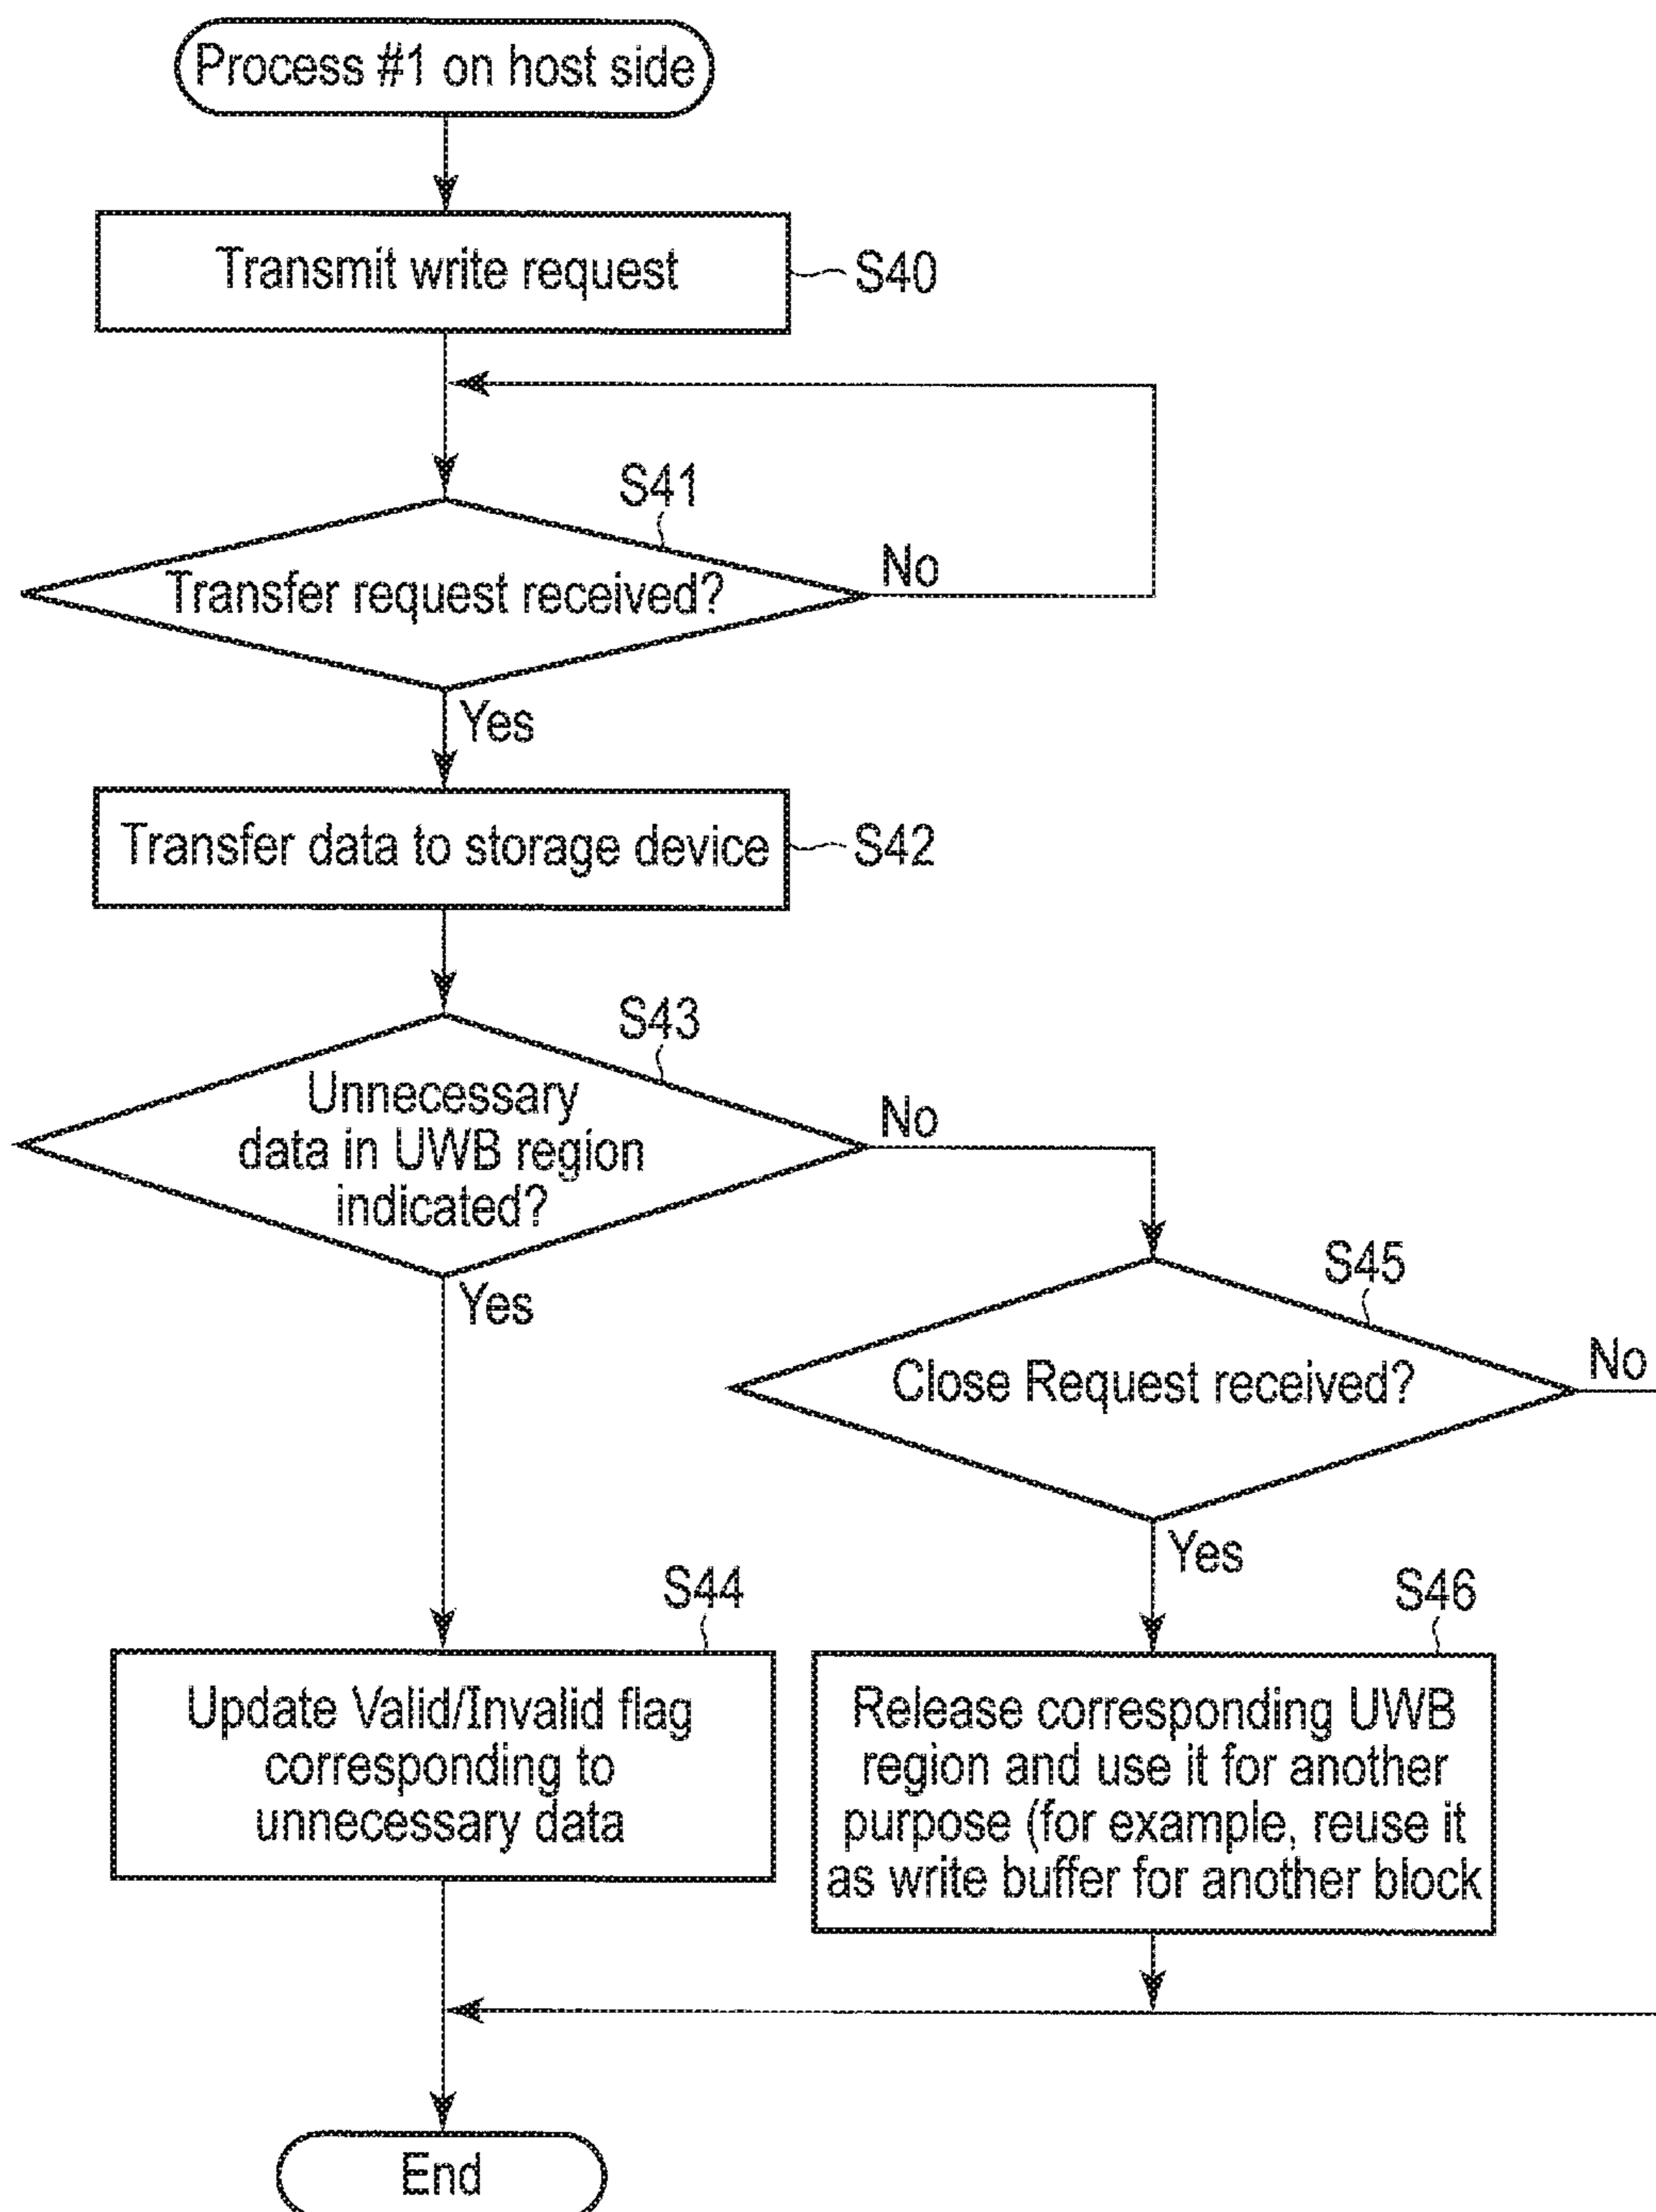 Process #1 on host side
Transmit write request
S40
S41
Transfer request received?
No
Yes
Transfer data to storage device
S42
S43
Unnecessary
data in UWB region
indicated?
No
Yes
S45
Close Request received?
No
Yes
S44
Update Valid/Invalid flag
corresponding to
unnecessary data
S46
Release corresponding UWB
region and use it for another
purpose (for example, reuse it
as write buffer for another block
End